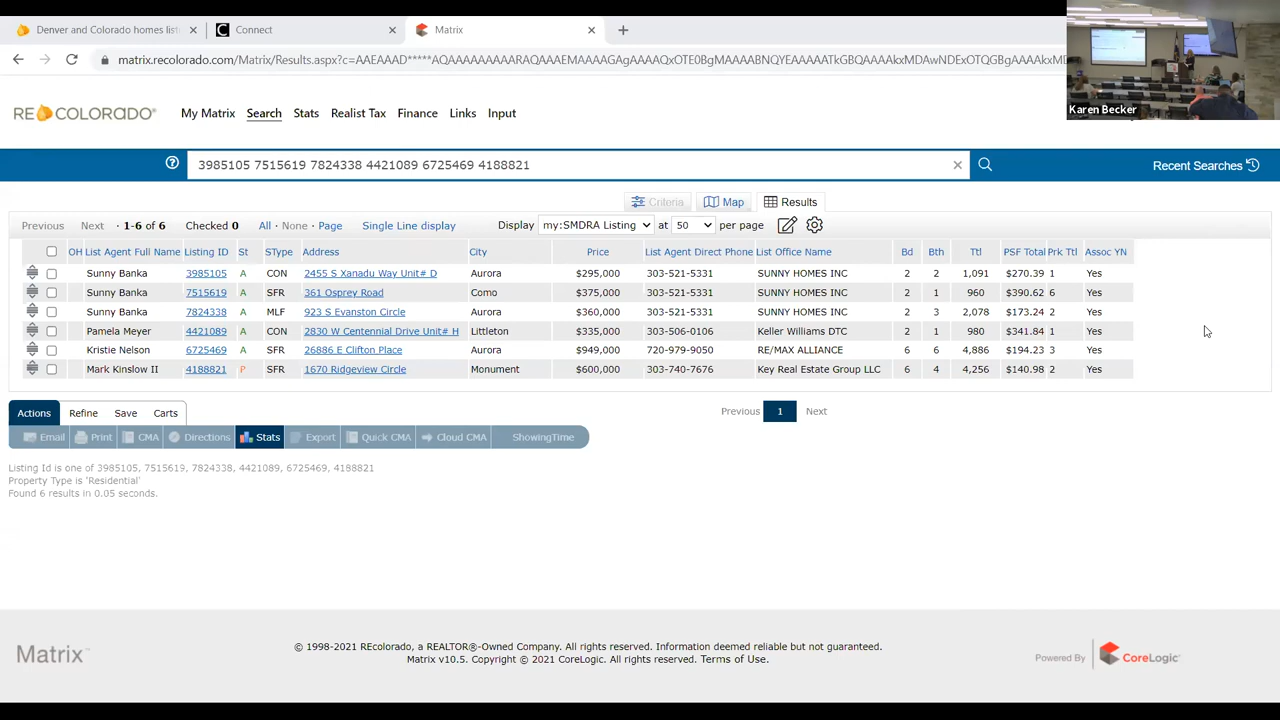 Denver and Colorado homes list
Connect
Matrix
matrix.recolorado.com/Matrix/Results.aspx?c=AAEAAAD*****AQAAAAAAAAARAQAAAEMAAAAGAgAAAAQxOTE0BgMAAAABNQYEAAAAATkGBQAAAAkxMDAwNDExOTQGBgAAAAkxM
Karen Becker
RECOLORADO®
My Matrix Search Stats Realist Tax Finance Links Input
3985105 7515619 7824338 4421089 6725469 4188821
Recent Searches
Criteria Map Results
Previous Next · 1-6 of 6 Checked 0 All · None · Page Single Line display Display my:SMDRA Listing at 50 per page
OH List Agent Full Name Listing ID St SType Address City Price List Agent Direct Phone List Office Name Bd Bth Ttl PSF Total Prk Ttl Assoc YN
Sunny Banka 3985105 A CON 2455 S Xanadu Way Unit# D Aurora $295,000 303-521-5331 SUNNY HOMES INC 2 2 1,091 $270.39 1 Yes
Sunny Banka 7515619 A SFR 361 Osprey Road Como $375,000 303-521-5331 SUNNY HOMES INC 2 1 960 $390.62 6 Yes
Sunny Banka 7824338 A MLF 923 S Evanston Circle Aurora $360,000 303-521-5331 SUNNY HOMES INC 2 3 2,078 $173.24 2 Yes
Pamela Meyer 4421089 A CON 2830 W Centennial Drive Unit# H Littleton $335,000 303-506-0106 Keller Williams DTC 2 1 980 $341.84 1 Yes
Kristie Nelson 6725469 A SFR 26886 E Clifton Place Aurora $949,000 720-979-9050 RE/MAX ALLIANCE 6 6 4,886 $194.23 3 Yes
Mark Kinslow II 4188821 P SFR 1670 Ridgeview Circle Monument $600,000 303-740-7676 Key Real Estate Group LLC 6 4 4,256 $140.98 2 Yes
Actions Refine Save Carts
Previous 1 Next
Email Print CMA Directions Stats Export Quick CMA Cloud CMA ShowingTime
Listing Id is one of 3985105, 7515619, 7824338, 4421089, 6725469, 4188821
Property Type is 'Residential'
Found 6 results in 0.05 seconds.
Matrix™
© 1998-2021 REcolorado, a REALTOR®-Owned Company. All rights reserved. Information deemed reliable but not guaranteed.
Matrix v10.5. Copyright © 2021 CoreLogic. All rights reserved. Terms of Use.
Powered By CoreLogic